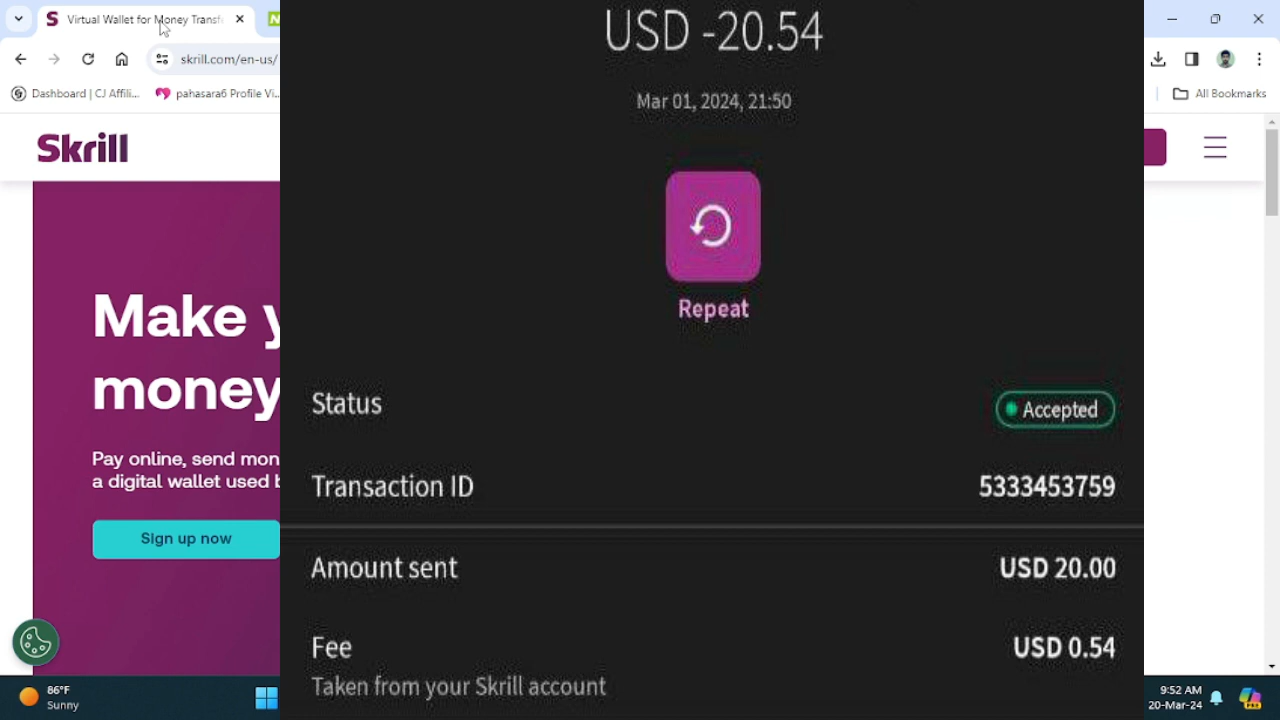 Virtual Wallet for Money Transf
skrill.com/en-us/
Dashboard | CJ Affili...
pahasara6 Profile Vi...
All Bookmarks
Skrill
Make y
money
Pay online, send mon
a digital wallet used b
Sign up now
USD -20.54
Mar 01, 2024, 21:50
Repeat
Status
Accepted
Transaction ID
5333453759
Amount sent
USD 20.00
Fee
USD 0.54
Taken from your Skrill account
86°F
Sunny
9:52 AM
20-Mar-24